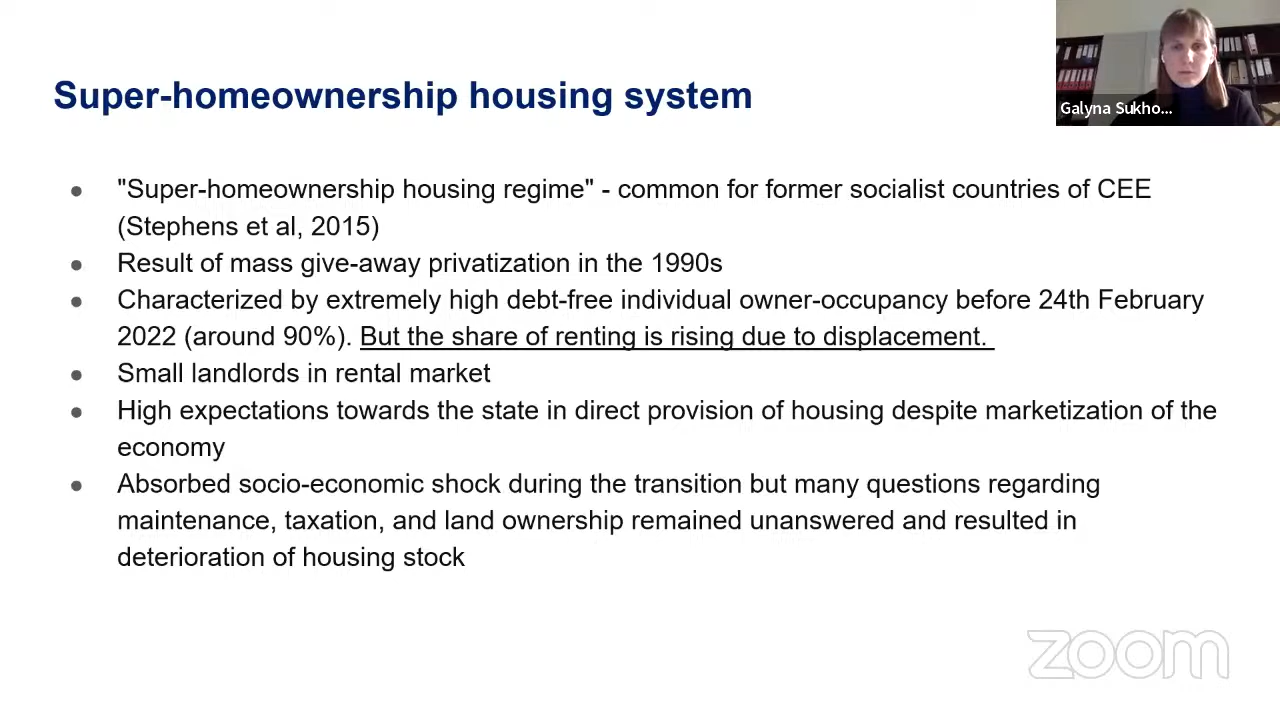 Super-homeownership housing system
Galyna Sukho...
● "Super-homeownership housing regime" - common for former socialist countries of CEE
(Stephens et al, 2015)
● Result of mass give-away privatization in the 1990s
● Characterized by extremely high debt-free individual owner-occupancy before 24th February
2022 (around 90%). But the share of renting is rising due to displacement.
● Small landlords in rental market
● High expectations towards the state in direct provision of housing despite marketization of the
economy
● Absorbed socio-economic shock during the transition but many questions regarding
maintenance, taxation, and land ownership remained unanswered and resulted in
deterioration of housing stock
zoom